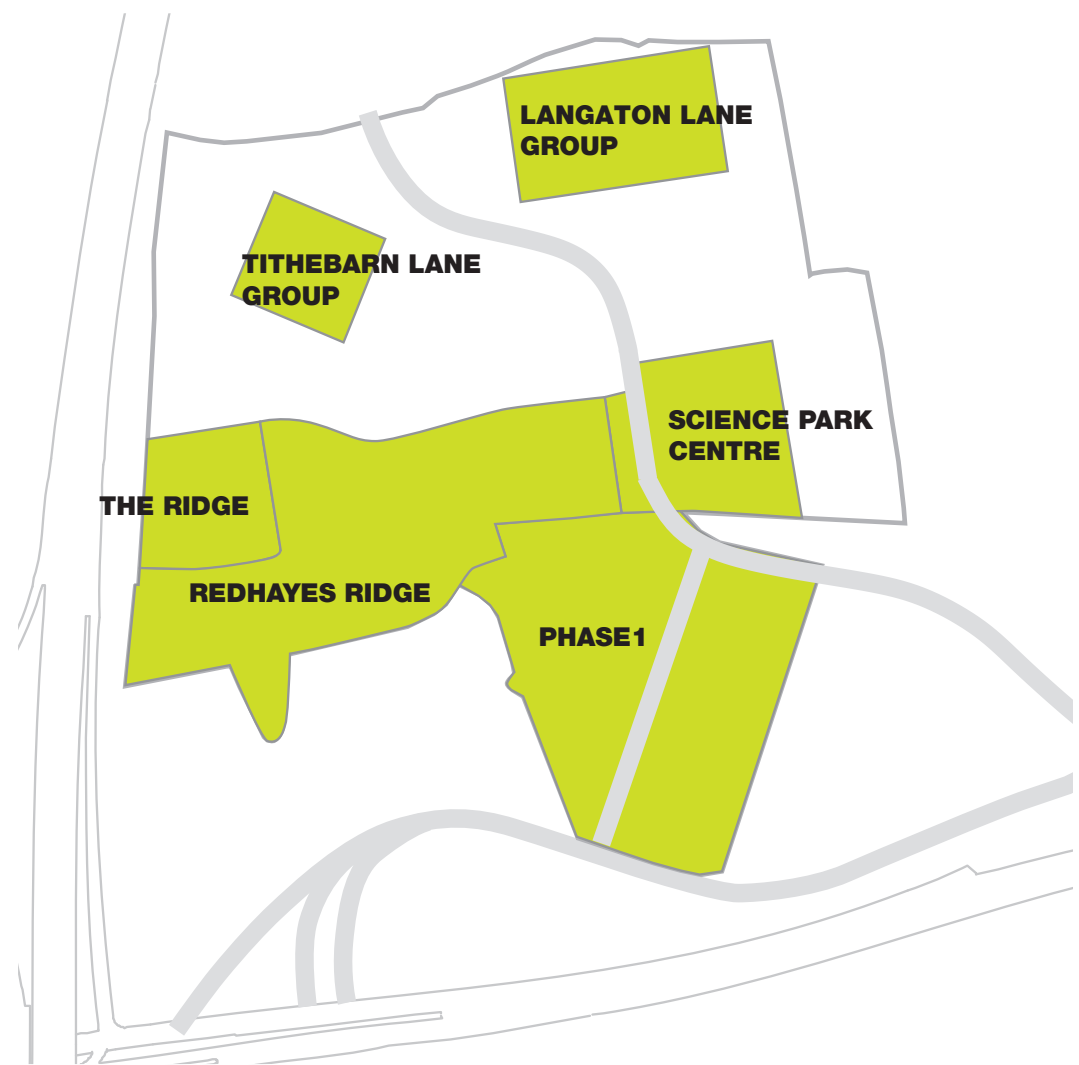 LANGATON LANE
GROUP
TITHEBARN LANE
GROUP
SCIENCE PARK
CENTRE
THE RIDGE
REDHAYES RIDGE
PHASE1